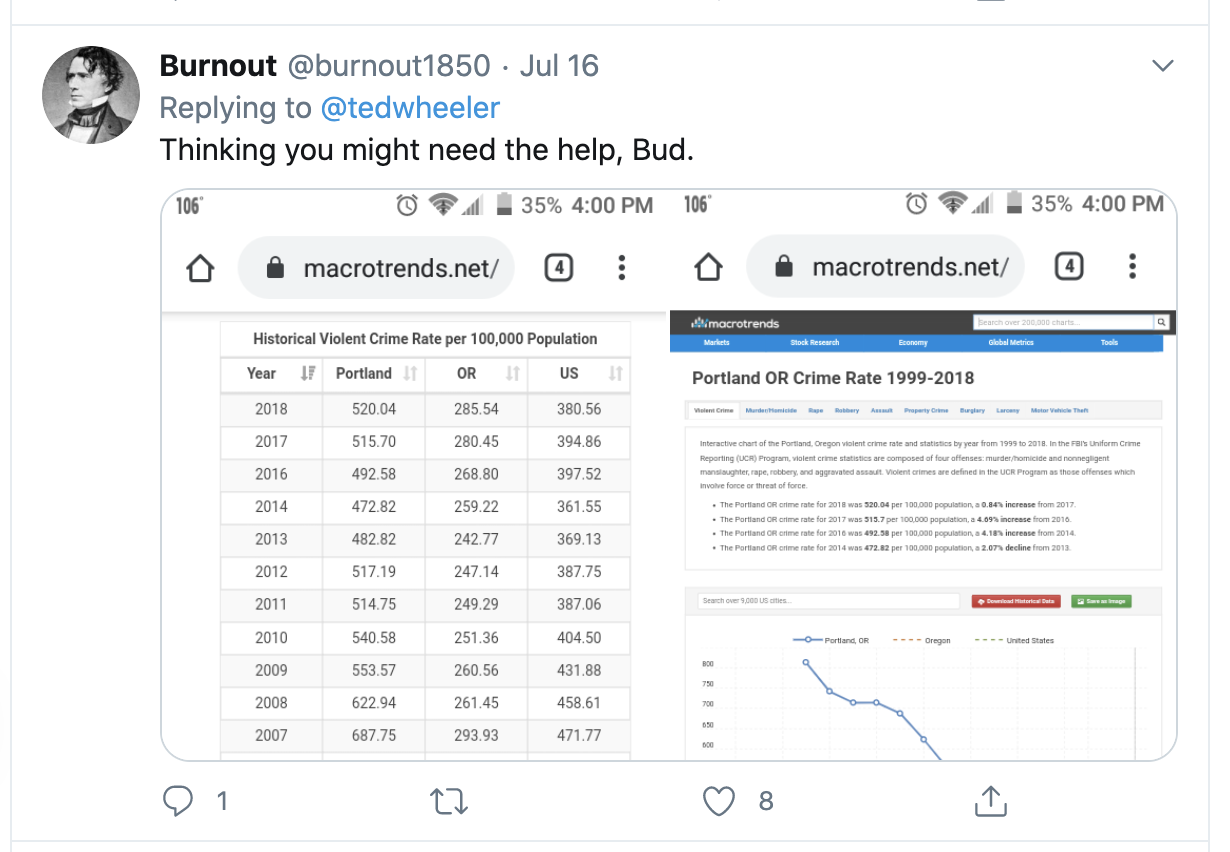 Burnout @burnout1850 · Jul 16
Replying to @tedwheeler
Thinking you might need the help, Bud.
106° 35% 4:00 PM
macrotrends.net/ 4
Historical Violent Crime Rate per 100,000 Population
Year Portland OR US
2018 520.04 285.54 380.56
2017 515.70 280.45 394.86
2016 492.58 268.80 397.52
2014 472.82 259.22 361.55
2013 482.82 242.77 369.13
2012 517.19 247.14 387.75
2011 514.75 249.29 387.06
2010 540.58 251.36 404.50
2009 553.57 260.56 431.88
2008 622.94 261.45 458.61
2007 687.75 293.93 471.77
106° 35% 4:00 PM
macrotrends.net/ 4
macrotrends Search over 200,000 charts...
Markets Stock Research Economy Global Metrics Tools
Portland OR Crime Rate 1999-2018
Violent Crime Murder/Homicide Rape Robbery Assault Property Crime Burglary Larceny Motor Vehicle Theft
Interactive chart of the Portland, Oregon violent crime rate and statistics by year from 1999 to 2018. In the FBI's Uniform Crime
Reporting (UCR) Program, violent crime statistics are composed of four offenses: murder/homicide and nonnegligent
manslaughter, rape, robbery, and aggravated assault. Violent crimes are defined in the UCR Program as those offenses which
involve force or threat of force.
• The Portland OR crime rate for 2018 was 520.04 per 100,000 population, a 0.84% increase from 2017.
• The Portland OR crime rate for 2017 was 515.7 per 100,000 population, a 4.69% increase from 2016.
• The Portland OR crime rate for 2016 was 492.58 per 100,000 population, a 4.18% increase from 2014.
• The Portland OR crime rate for 2014 was 472.82 per 100,000 population, a 2.07% decline from 2013.
Search over 9,000 US cities... Download Historical Data Save as Image
Portland, OR Oregon United States
800
750
700
650
600
1 8